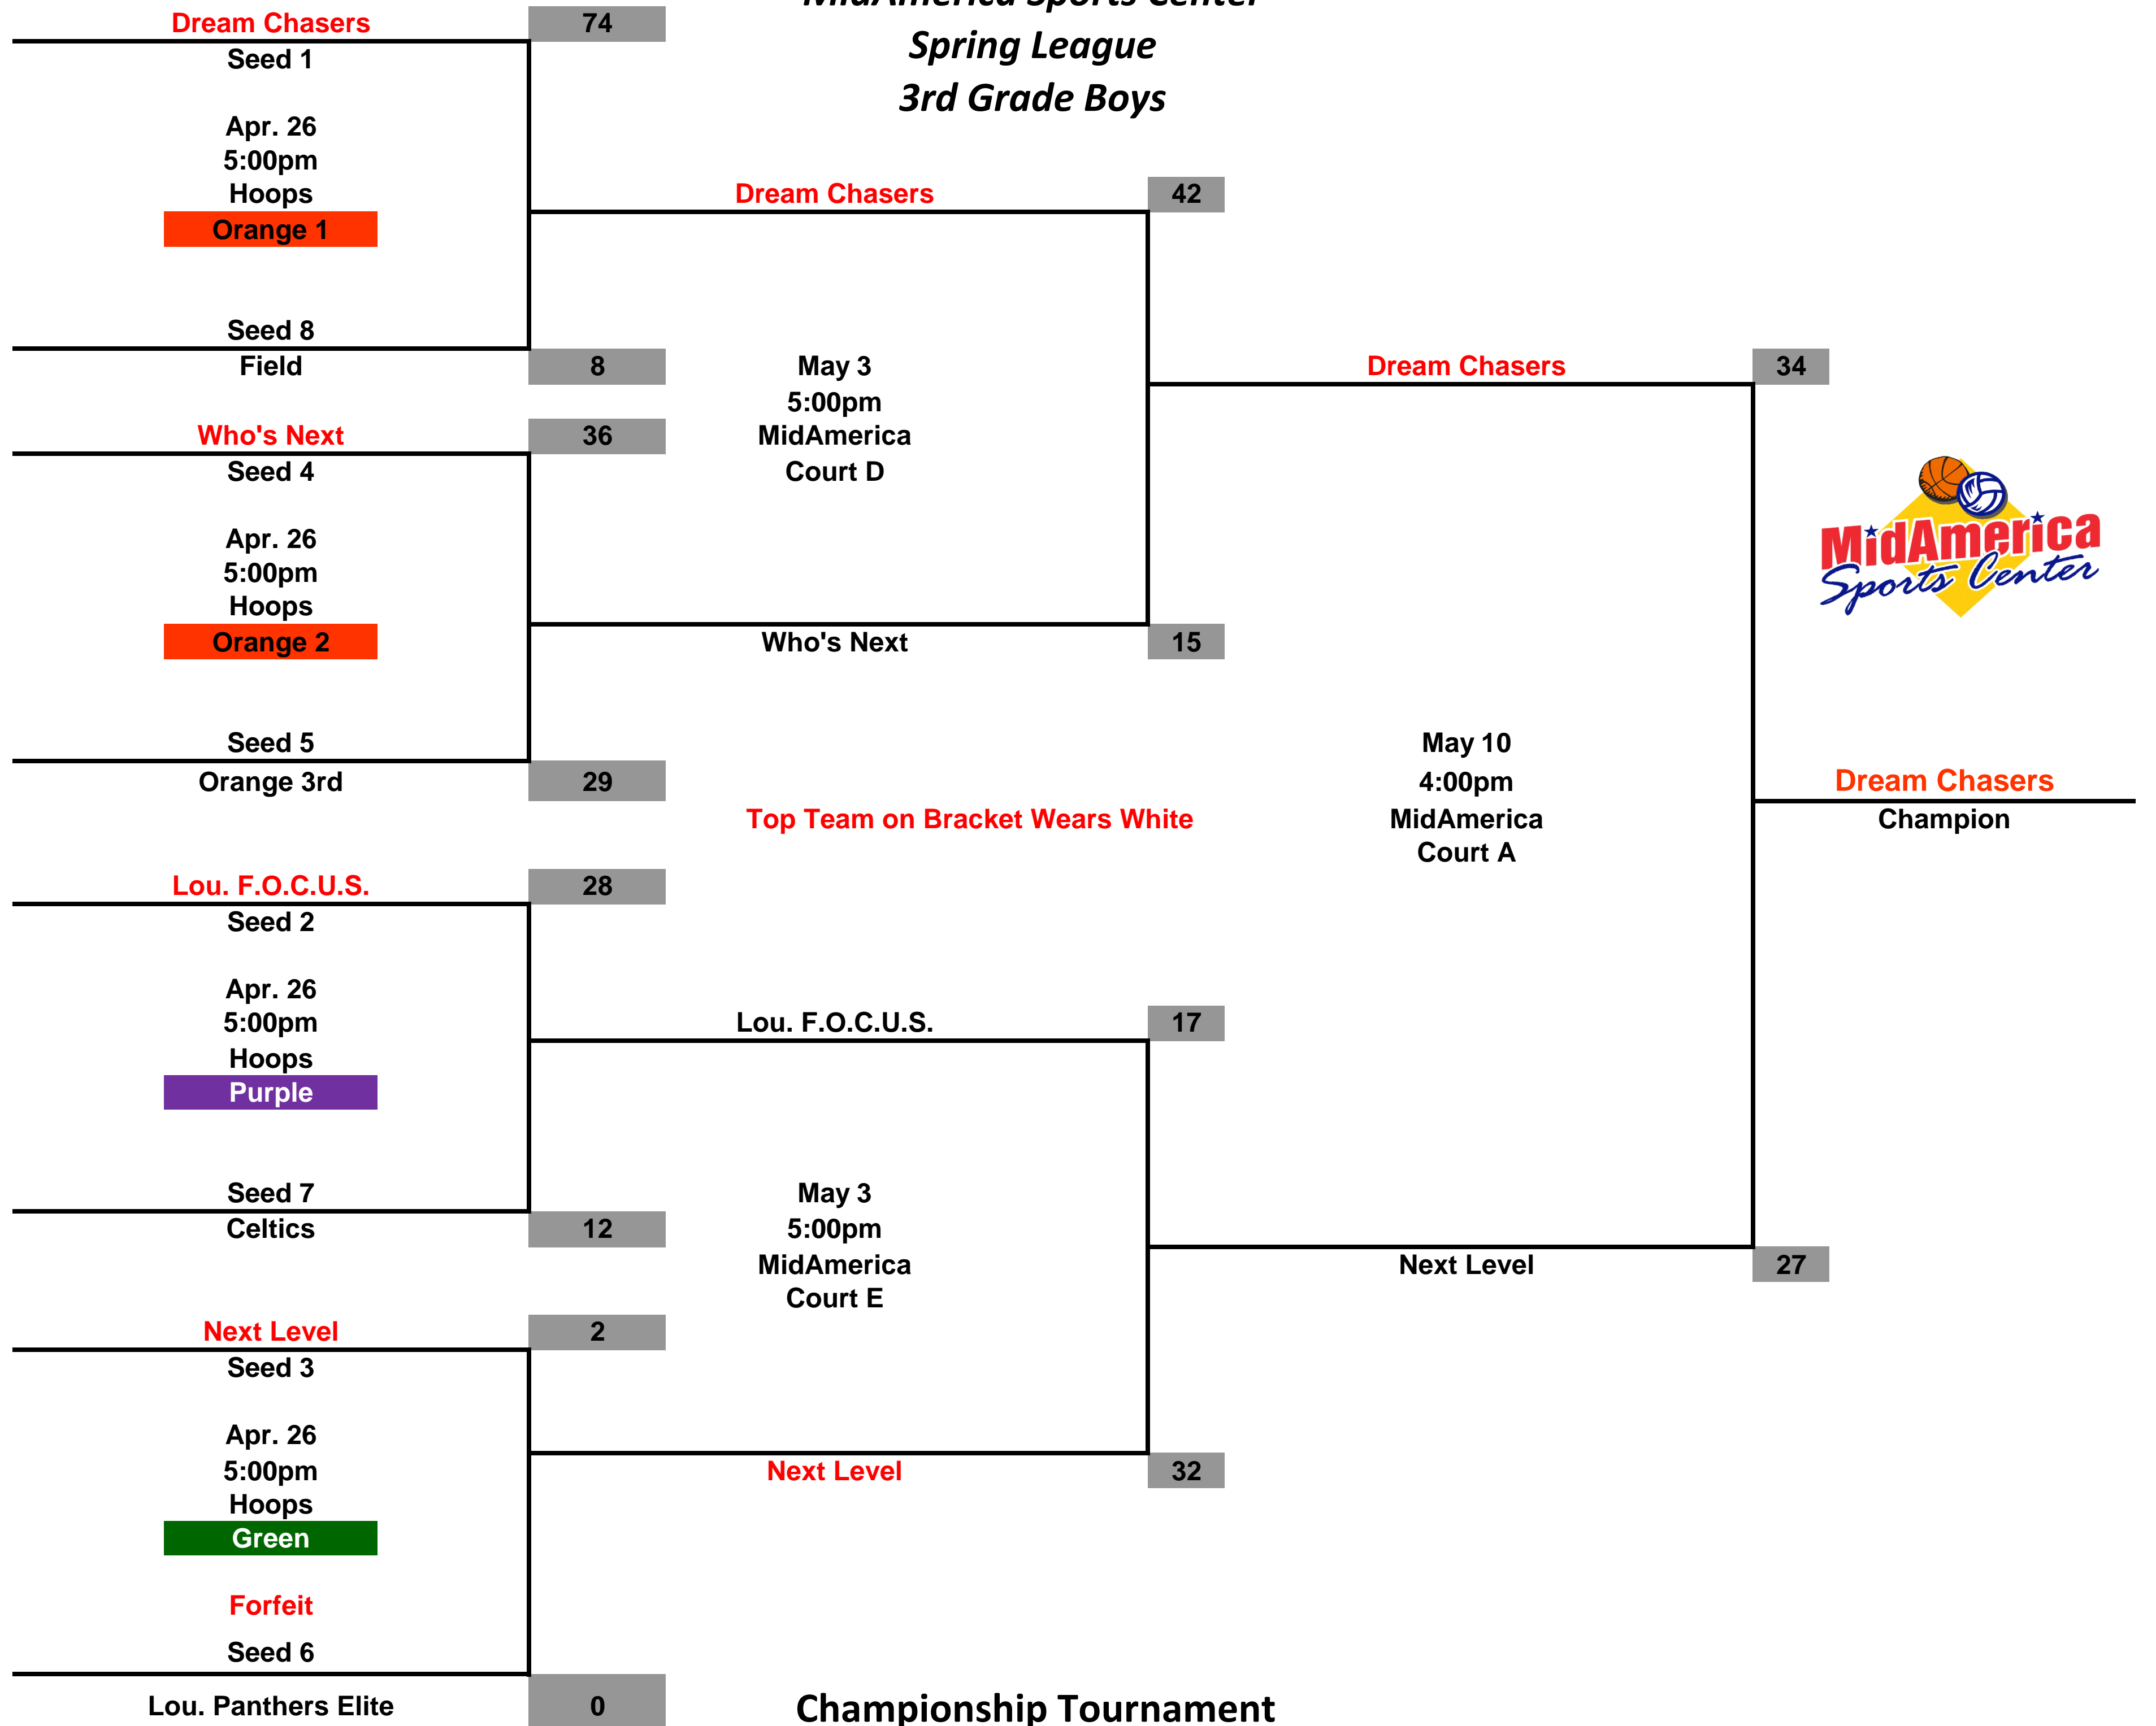 MidAmerica Sports Center
Spring League
3rd Grade Boys
Dream Chasers 74
Seed 1
Apr. 26
5:00pm
Hoops
Orange 1
Seed 8
Field 8
Who's Next 36
Seed 4
Apr. 26
5:00pm
Hoops
Orange 2
Seed 5
Orange 3rd 29
Lou. F.O.C.U.S. 28
Seed 2
Apr. 26
5:00pm
Hoops
Purple
Seed 7
Celtics 12
Next Level 2
Seed 3
Apr. 26
5:00pm
Hoops
Green
Forfeit
Seed 6
Lou. Panthers Elite 0
Dream Chasers 42
May 3
5:00pm
MidAmerica
Court D
Who's Next 15
Top Team on Bracket Wears White
Lou. F.O.C.U.S. 17
May 3
5:00pm
MidAmerica
Court E
Next Level 32
Dream Chasers 34
May 10
4:00pm
MidAmerica
Court A
Next Level 27
MidAmerica
Sports Center
Dream Chasers
Champion
Championship Tournament